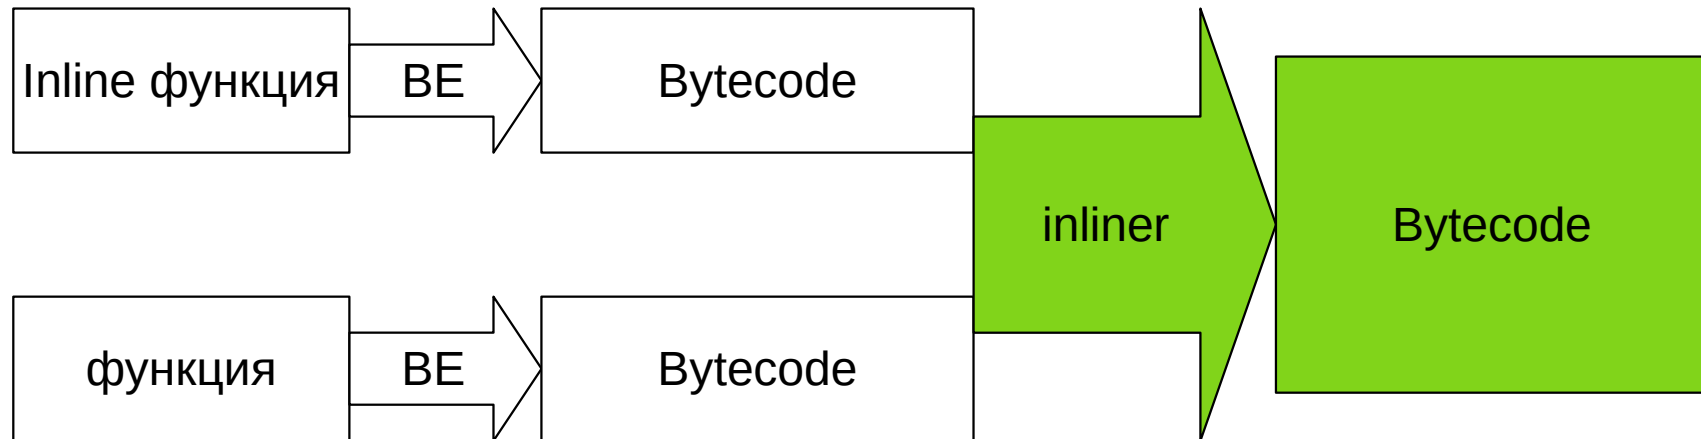 Inline функция
BE
Bytecode
inliner
Bytecode
функция
BE
Bytecode